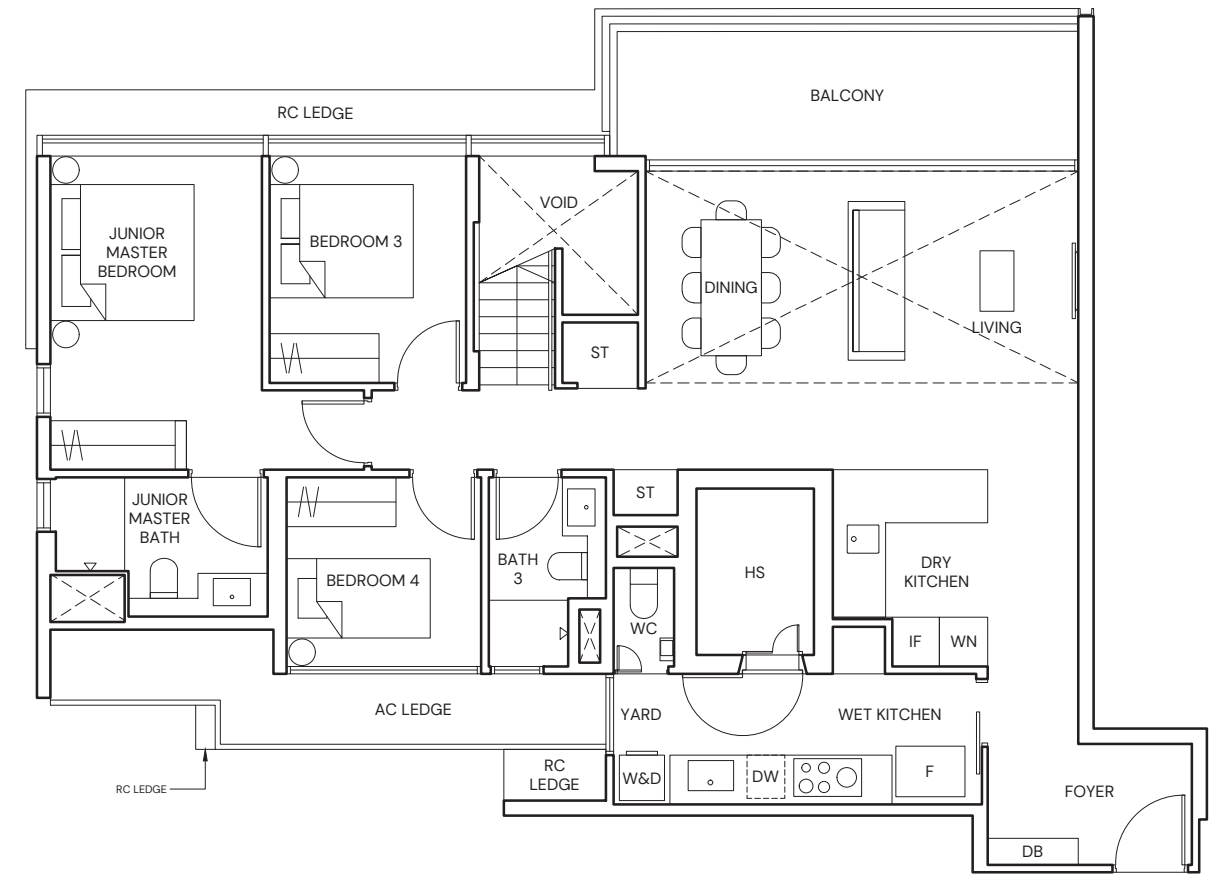 BALCONY
RC LEDGE
VOID
JUNIOR
MASTER
BEDROOM
BEDROOM 3
DINING
LIVING
ST
ST
JUNIOR
MASTER
BATH
BEDROOM 4
BATH
3
HS
DRY
KITCHEN
WC
IF
WN
AC LEDGE
YARD
WET KITCHEN
RC
LEDGE
W&D
DW
F
RC LEDGE
FOYER
DB